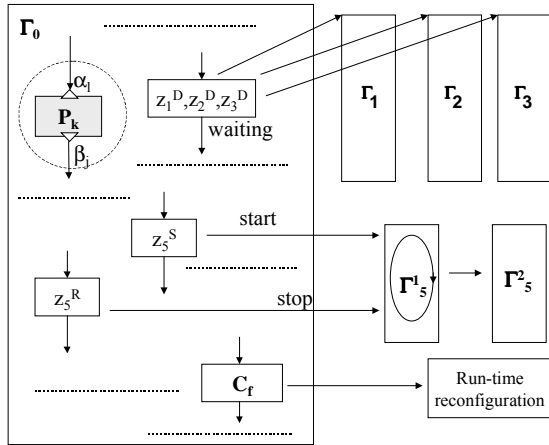 Γ₀
α₁
Pₖ
βⱼ
z₁ᴰ,z₂ᴰ,z₃ᴰ
waiting
Γ₁
Γ₂
Γ₃
z₅ˢ
start
z₅ᴿ
stop
Γ¹₅
Γ²₅
C_f
Run-time
reconfiguration